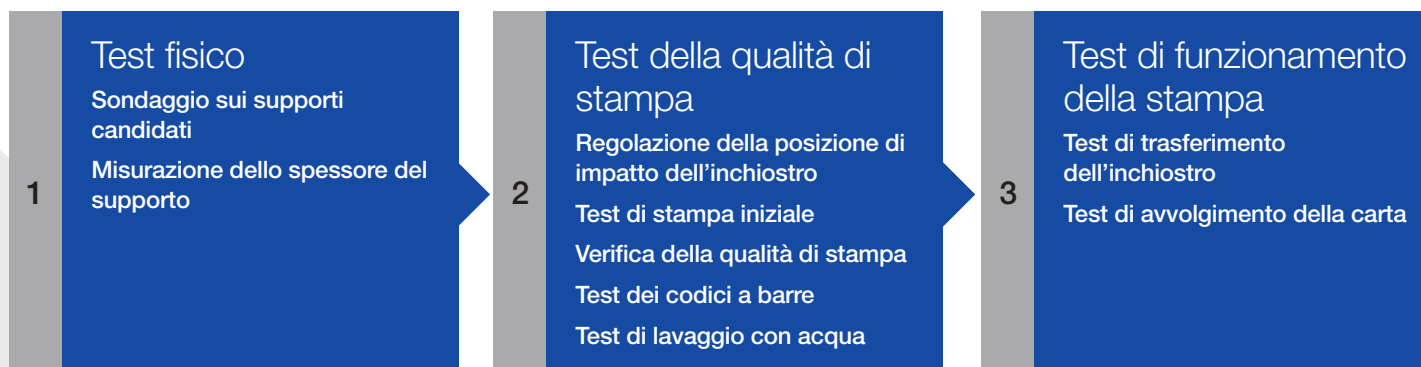 1
Test fisico
Sondaggio sui supporti
candidati
Misurazione dello spessore del
supporto
2
Test della qualità di
stampa
Regolazione della posizione di
impatto dell’inchiostro
Test di stampa iniziale
Verifica della qualità di stampa
Test dei codici a barre
Test di lavaggio con acqua
3
Test di funzionamento
della stampa
Test di trasferimento
dell’inchiostro
Test di avvolgimento della carta